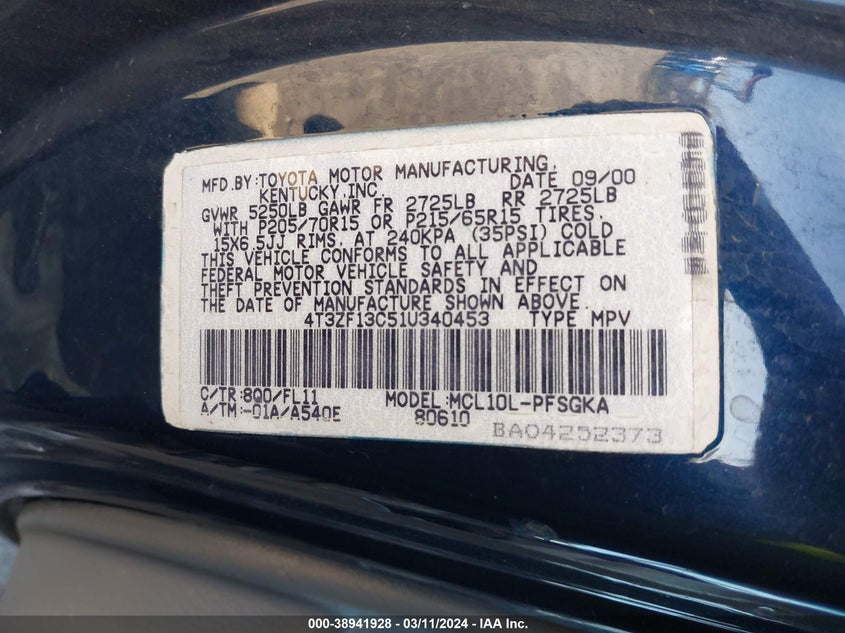 MFD.BY:TOYOTA MOTOR MANUFACTURING,
KENTUCKY,INC. DATE 09/00
GVWR 5250LB GAWR FR 2725LB RR 2725LB
WITH P205/70R15 OR P215/65R15 TIRES,
15X6.5JJ RIMS, AT 240KPA (35PSI) COLD
THIS VEHICLE CONFORMS TO ALL APPLICABLE
FEDERAL MOTOR VEHICLE SAFETY AND
THEFT PREVENTION STANDARDS IN EFFECT ON
THE DATE OF MANUFACTURE SHOWN ABOVE.
4T3ZF13C51U340453 TYPE MPV
C/TR:8Q0/FL11 MODEL:MCL10L-PFSGKA
A/TM:-01A/A540E 80610
BA04252373
000-38941928 - 03/11/2024 - IAA Inc.